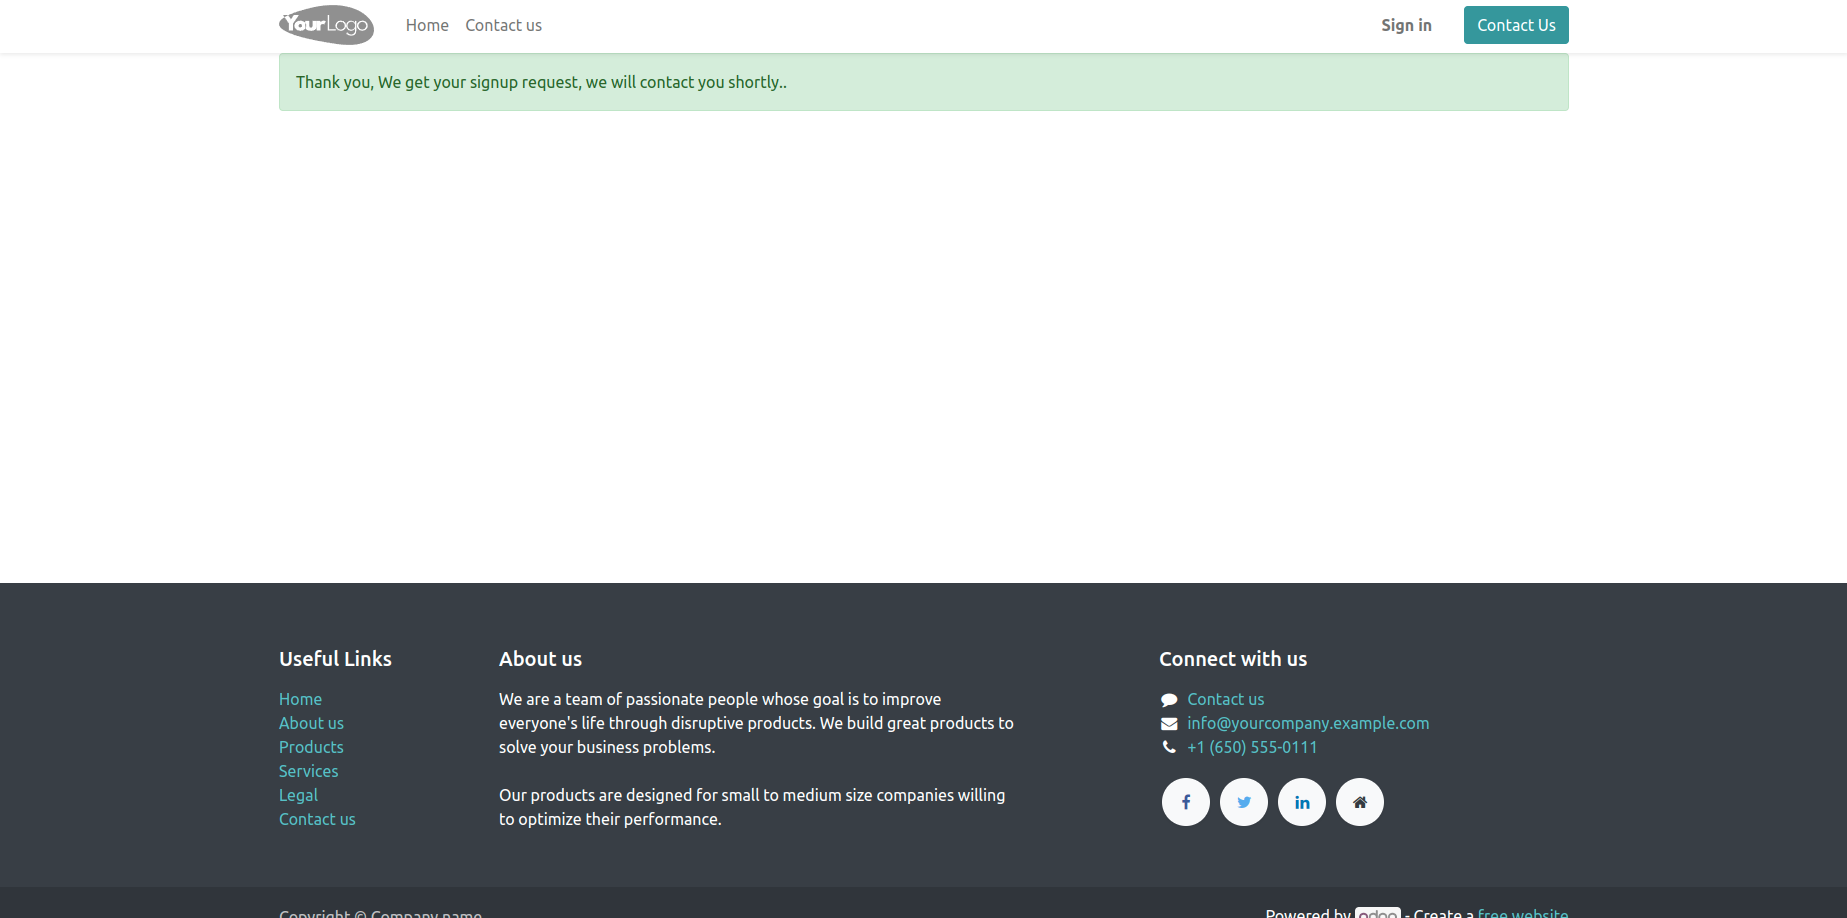 YourLogo
Home
Contact us
Sign in
Contact Us
Thank you, We get your signup request, we will contact you shortly..
Useful Links
Home
About us
Products
Services
Legal
Contact us
About us
We are a team of passionate people whose goal is to improve
everyone's life through disruptive products. We build great products to
solve your business problems.
Our products are designed for small to medium size companies willing
to optimize their performance.
Connect with us
Contact us
info@yourcompany.example.com
+1 (650) 555-0111
Copyright © Company name
Powered by odoo - Create a free website